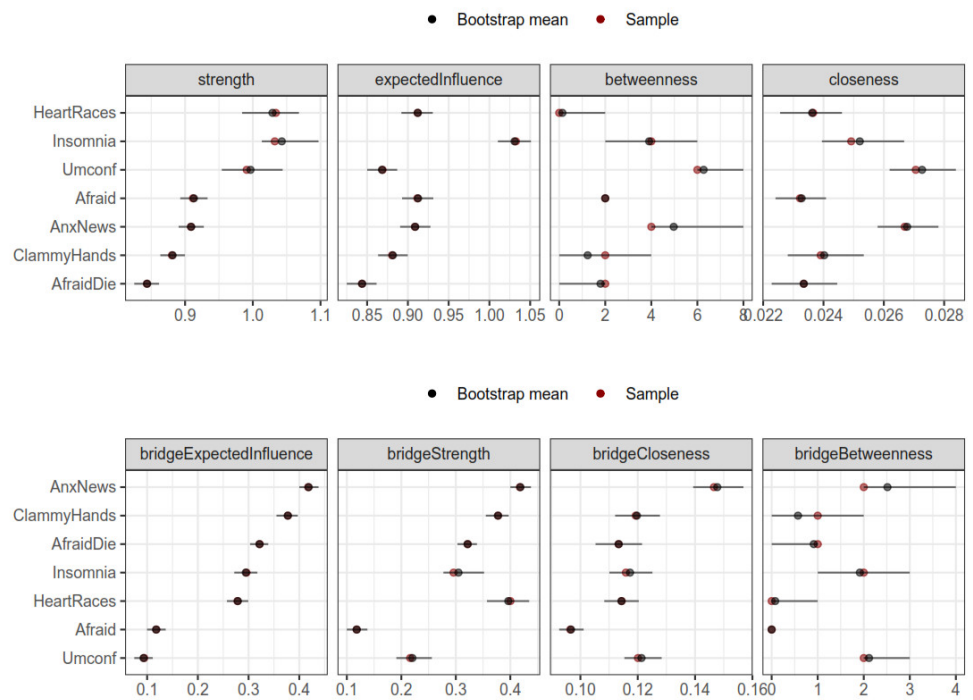 Bootstrap mean Sample
strength expectedInfluence betweenness closeness
HeartRaces
Insomnia
Umconf
Afraid
AnxNews
ClammyHands
AfraidDie
0.9 1.0 1.1 0.85 0.90 0.95 1.00 1.05 0 2 4 6 8 0.022 0.024 0.026 0.028
Bootstrap mean Sample
bridgeExpectedInfluence bridgeStrength bridgeCloseness bridgeBetweenness
AnxNews
ClammyHands
AfraidDie
Insomnia
HeartRaces
Afraid
Umconf
0.1 0.2 0.3 0.4 0.1 0.2 0.3 0.4 0.10 0.12 0.14 0.16 0 1 2 3 4